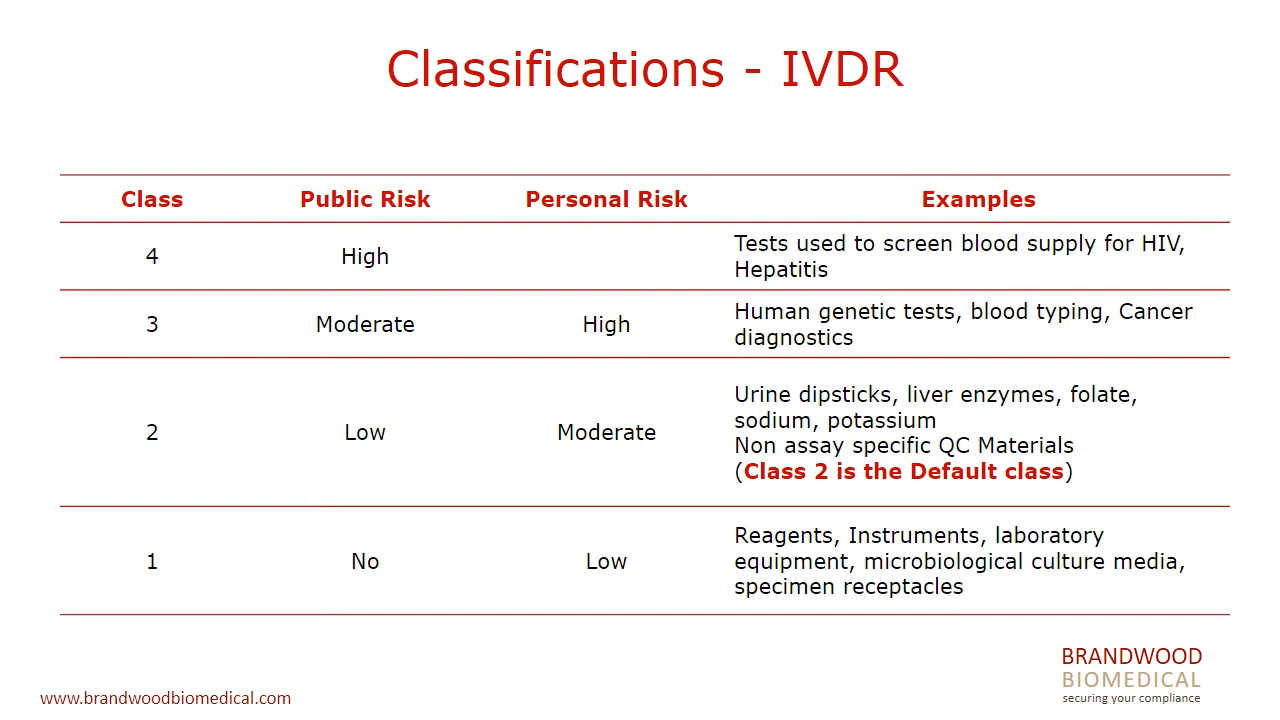 Classifications - IVDR
Class Public Risk Personal Risk Examples
4 High Tests used to screen blood supply for HIV,
Hepatitis
3 Moderate High Human genetic tests, blood typing, Cancer
diagnostics
2 Low Moderate Urine dipsticks, liver enzymes, folate,
sodium, potassium
Non assay specific QC Materials
(Class 2 is the Default class)
1 No Low Reagents, Instruments, laboratory
equipment, microbiological culture media,
specimen receptacles
BRANDWOOD
BIOMEDICAL
securing your compliance
www.brandwoodbiomedical.com